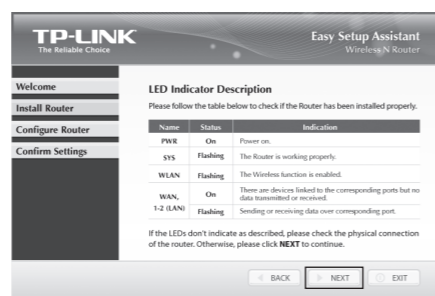 TP-LINK
The Reliable Choice
Easy Setup Assistant
Wireless N Router
Welcome
Install Router
Configure Router
Confirm Settings
LED Indicator Description
Please follow the table below to check if the Router has been installed properly.
Name Status Indication
PWR On Power on.
SYS Flashing The Router is working properly.
WLAN Flashing The Wireless function is enabled.
WAN, 1-2 (LAN) On There are devices linked to the corresponding ports but no
data transmitted or received.
Flashing Sending or receiving data over corresponding port.
If the LEDs don't indicate as described, please check the physical connection
of the router. Otherwise, please click NEXT to continue.
BACK NEXT EXIT